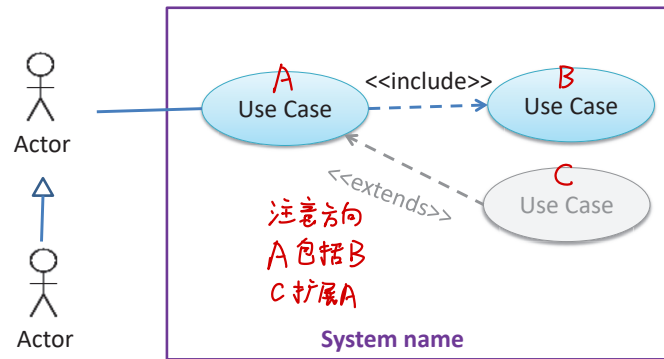 A
Use Case
<<include>>
B
Use Case
Actor
<<extends>>
C
Use Case
注意方向
A包括B
C扩展A
Actor
System name